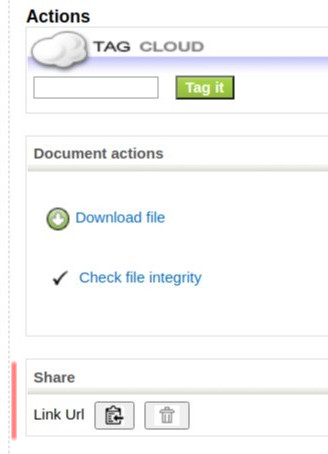 Actions
TAG CLOUD
Tag it
Document actions
Download file
Check file integrity
Share
Link Url